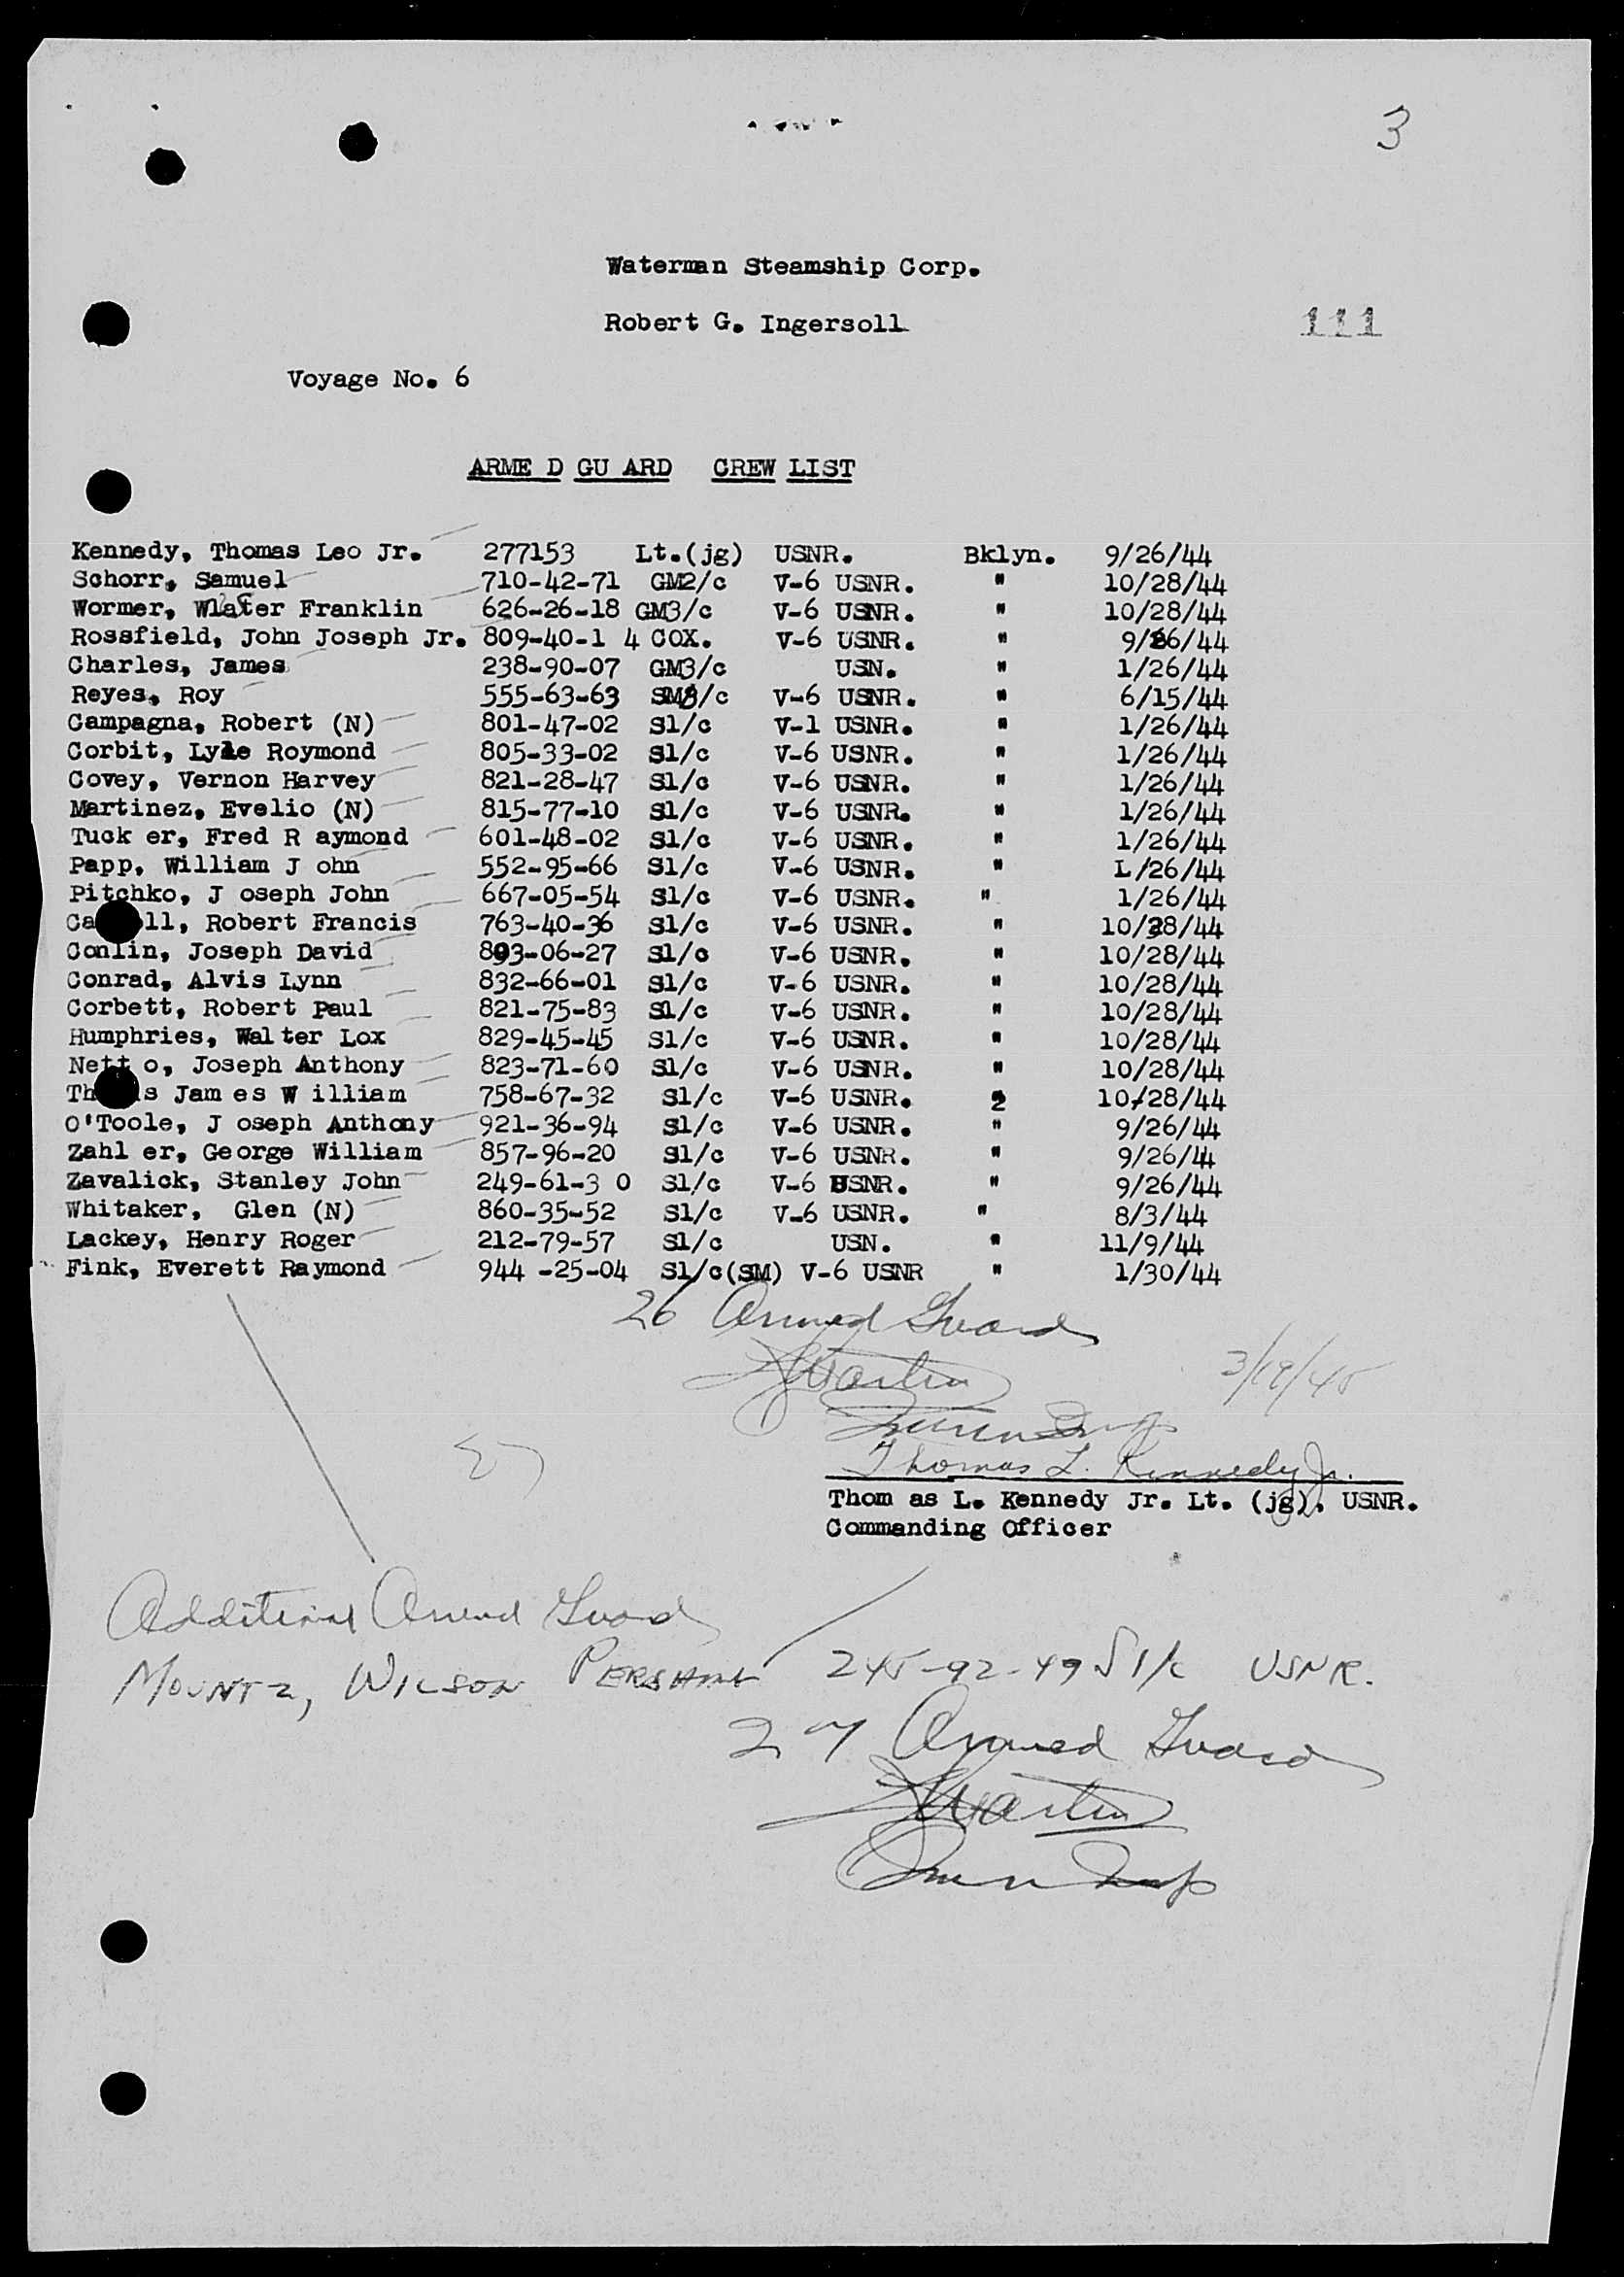 3
Waterman Steamship Corp.
Robert G. Ingersoll
111
Voyage No. 6
ARME D GU ARD CREW LIST
Kennedy, Thomas Leo Jr. 277153 Lt.(jg) USNR. Bklyn. 9/26/44
Schorr, Samuel 710-42-71 GM2/c V-6 USNR. " 10/28/44
Wormer, Wlater Franklin 626-26-18 GM3/c V-6 USNR. " 10/28/44
Rossfield, John Joseph Jr. 809-40-1 4 COX. V-6 USNR. " 9/26/44
Charles, James 238-90-07 GM3/c USN. " 1/26/44
Reyes, Roy 555-63-63 SM3/c V-6 USNR. " 6/15/44
Campagna, Robert (N) 801-47-02 S1/c V-1 USNR. " 1/26/44
Corbit, Lyle Roymond 805-33-02 S1/c V-6 USNR. " 1/26/44
Covey, Vernon Harvey 821-28-47 S1/c V-6 USNR. " 1/26/44
Martinez, Evelio (N) 815-77-10 S1/c V-6 USNR. " 1/26/44
Tuck er, Fred R aymond 601-48-02 S1/c V-6 USNR. " 1/26/44
Papp, William J ohn 552-95-66 S1/c V-6 USNR. " L/26/44
Pitchko, J oseph John 667-05-54 S1/c V-6 USNR. " 1/26/44
Ca ll, Robert Francis 763-40-36 S1/c V-6 USNR. " 10/28/44
Conlin, Joseph David 803-06-27 S1/c V-6 USNR. " 10/28/44
Conrad, Alvis Lynn 832-66-01 S1/c V-6 USNR. " 10/28/44
Corbett, Robert Paul 821-75-83 S1/c V-6 USNR. " 10/28/44
Humphries, Wal ter Lox 829-45-45 S1/c V-6 USNR. " 10/28/44
Nett o, Joseph Anthony 823-71-60 S1/c V-6 USNR. " 10/28/44
Th s Jam es W illiam 758-67-32 S1/c V-6 USNR. 2 10/28/44
O'Toole, J oseph Anthony 921-36-94 S1/c V-6 USNR. " 9/26/44
Zahl er, George William 857-96-20 S1/c V-6 USNR. " 9/26/44
Zavalick, Stanley John 249-61-3 0 S1/c V-6 USNR. " 9/26/44
Whitaker, Glen (N) 860-35-52 S1/c V-6 USNR. " 8/3/44
Lackey, Henry Roger 212-79-57 S1/c USN. " 11/9/44
Fink, Everett Raymond 944 -25-04 S1/c(SM) V-6 USNR " 1/30/44
26 Armed Guard
Martin 3/19/45
Thomas L. Kennedy Jr.
Thom as L. Kennedy Jr. Lt. (jg), USNR.
Commanding Officer
27
Additional Armed Guard
MOUNTZ, WILSON PERSHING 245-92-49 S1/c USNR.
27 Armed Guard
Martin